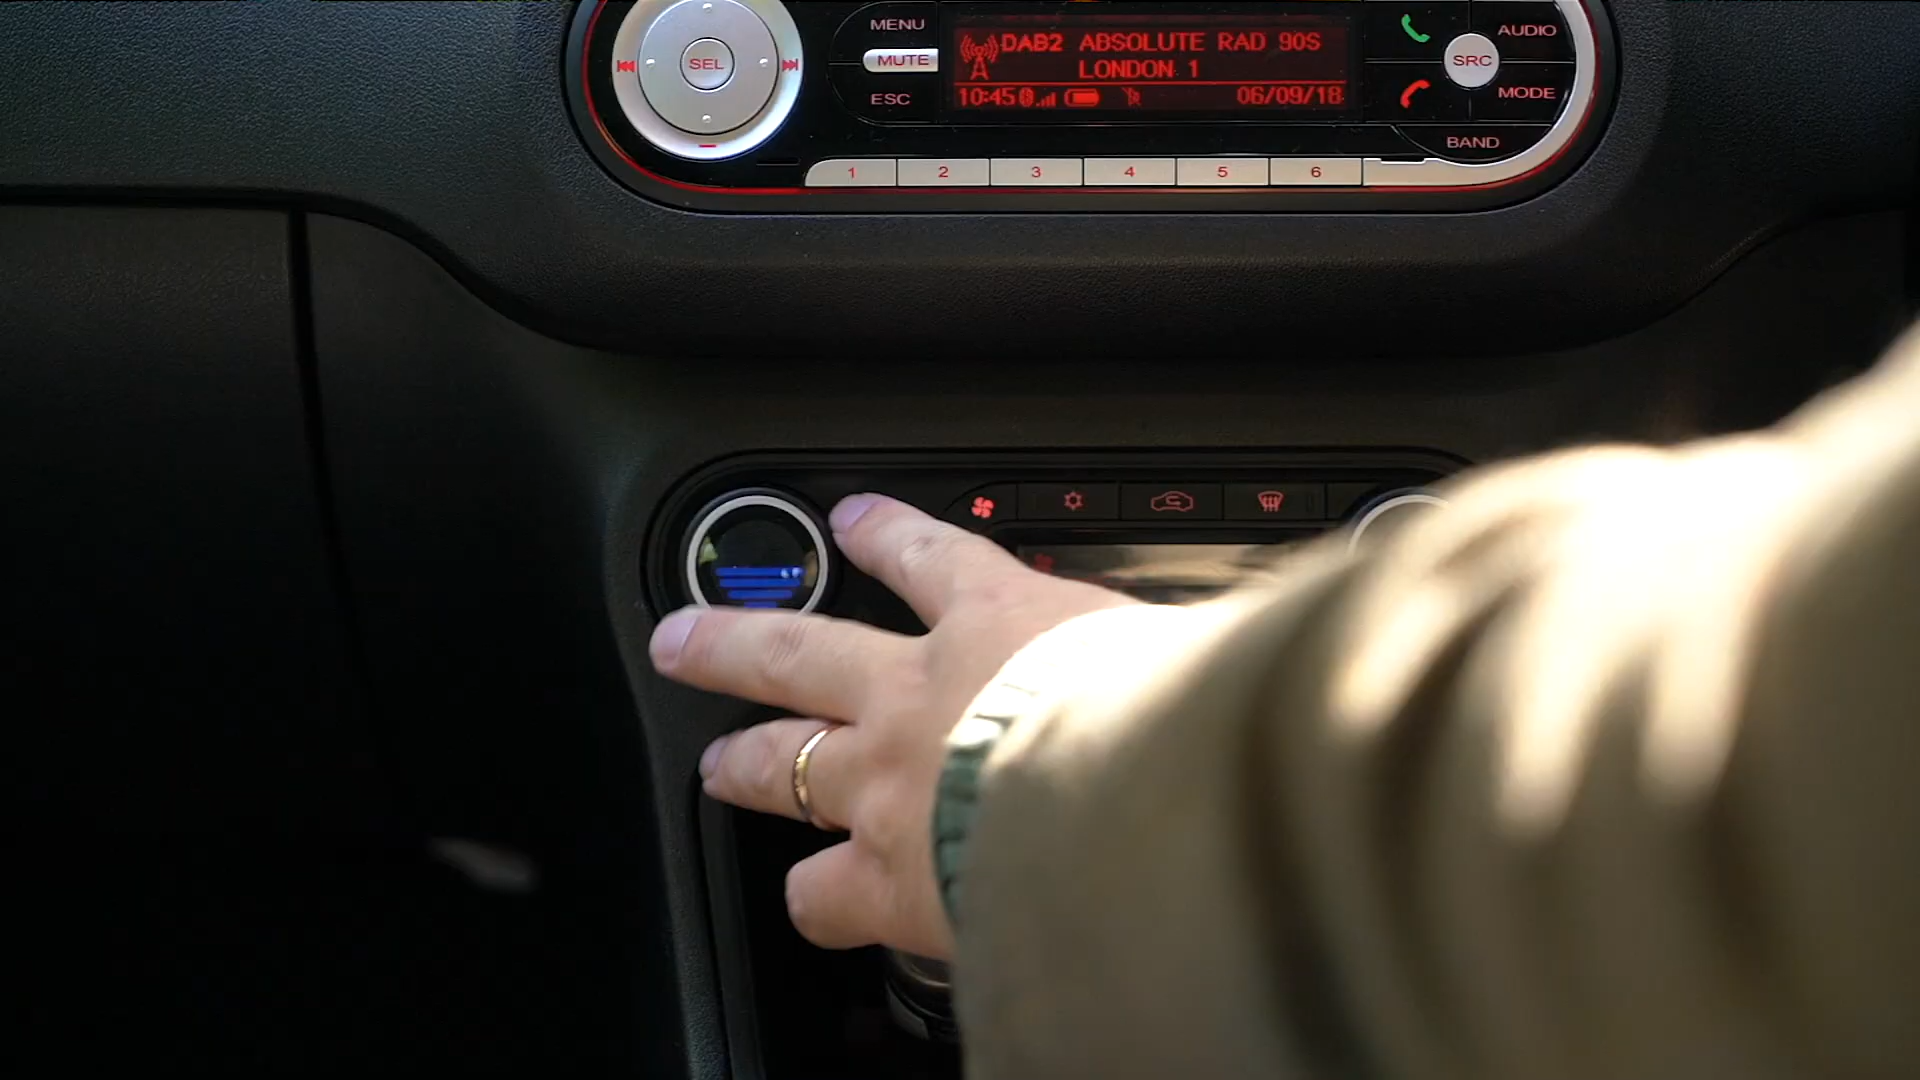 MENU
MUTE
ESC
SEL
DAB2 ABSOLUTE RAD 90S
LONDON 1
10:45
06/09/18
AUDIO
SRC
MODE
BAND
1 2 3 4 5 6